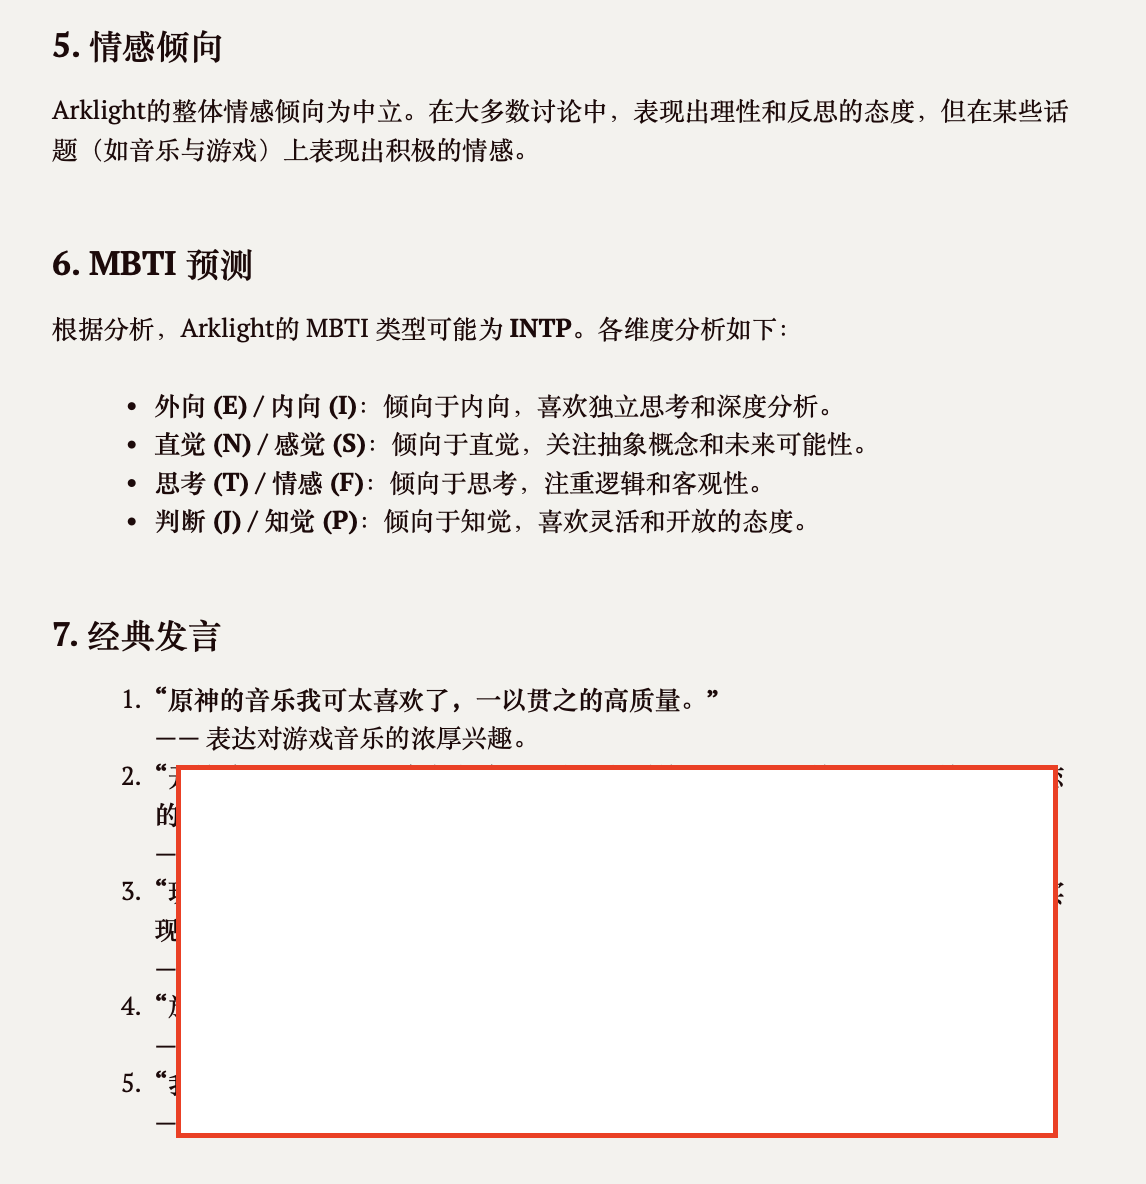 5. 情感倾向
Arklight的整体情感倾向为中立。在大多数讨论中，表现出理性和反思的态度，但在某些话
题（如音乐与游戏）上表现出积极的情感。
6. MBTI 预测
根据分析，Arklight的 MBTI 类型可能为 INTP。各维度分析如下：
• 外向 (E) / 内向 (I)：倾向于内向，喜欢独立思考和深度分析。
• 直觉 (N) / 感觉 (S)：倾向于直觉，关注抽象概念和未来可能性。
• 思考 (T) / 情感 (F)：倾向于思考，注重逻辑和客观性。
• 判断 (J) / 知觉 (P)：倾向于知觉，喜欢灵活和开放的态度。
7. 经典发言
1. “原神的音乐我可太喜欢了，一以贯之的高质量。”
—— 表达对游戏音乐的浓厚兴趣。
2. “
的
—
3. “
现
—
4. “
—
5. “
—